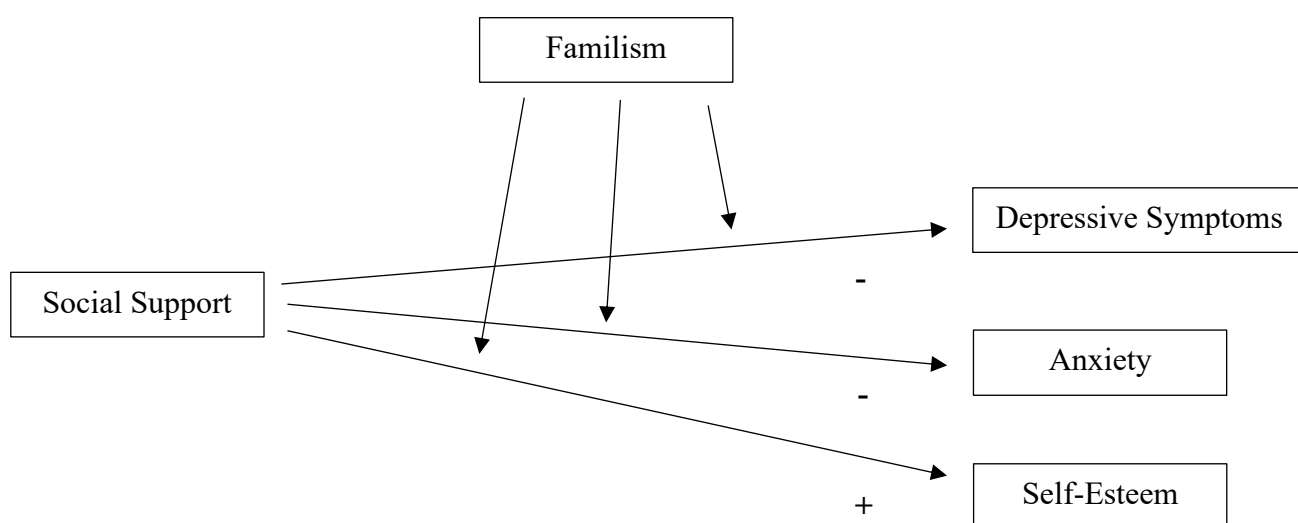 Familism
Depressive Symptoms
-
Social Support
Anxiety
-
Self-Esteem
+